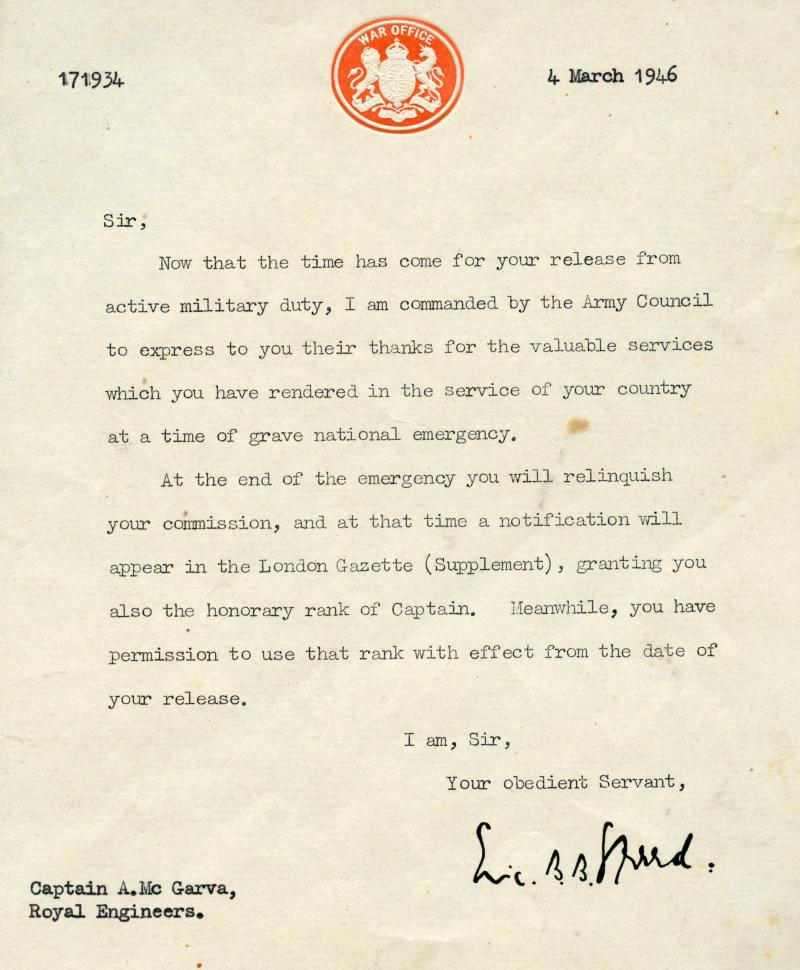 WAR OFFICE
171934
4 March 1946
Sir,
Now that the time has come for your release from
active military duty, I am commanded by the Army Council
to express to you their thanks for the valuable services
which you have rendered in the service of your country
at a time of grave national emergency.
At the end of the emergency you will relinquish
your commission, and at that time a notification will
appear in the London Gazette (Supplement), granting you
also the honorary rank of Captain. Meanwhile, you have
permission to use that rank with effect from the date of
your release.
I am, Sir,
Your obedient Servant,
Eric. B.B. Speed.
Captain A.Mc Garva,
Royal Engineers.